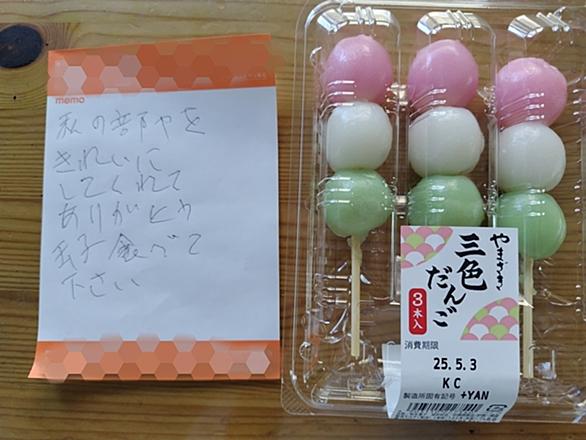 memo
私の部や を
きれいに
してくれて
ありがとう
食べて
下さい
やまざき
三色
だんご
3本入
消費期限
25.5.3
KC
製造所固有記号 +YAN